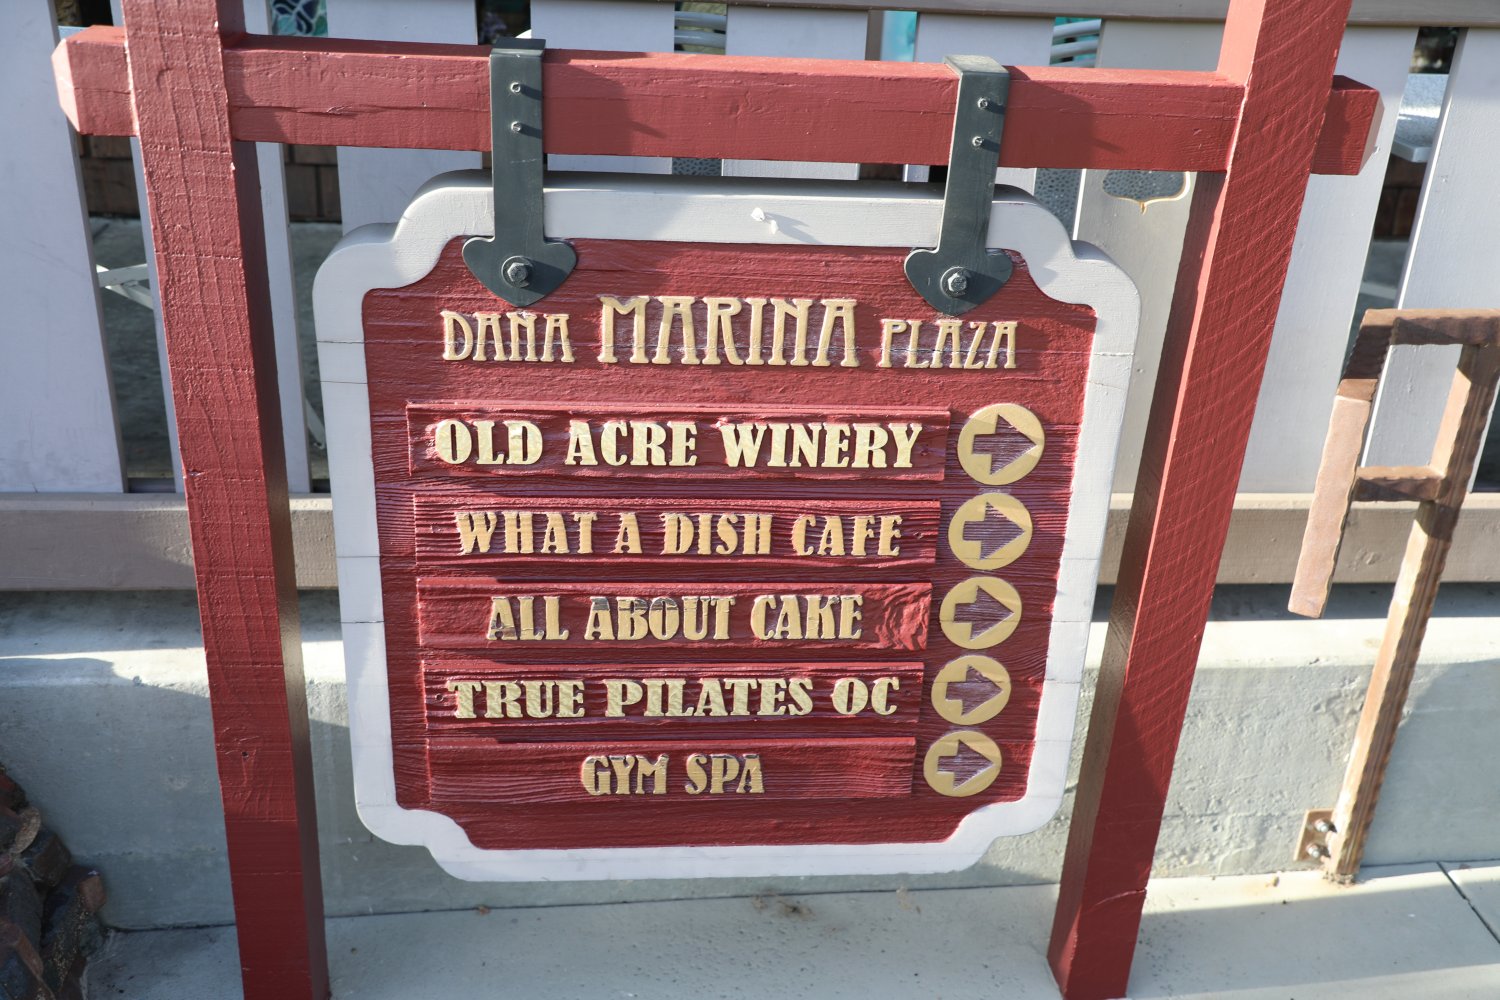 DANA MARINA PLAZA
OLD ACRE WINERY
WHAT A DISH CAFE
ALL ABOUT CAKE
TRUE PILATES OC
GYM SPA